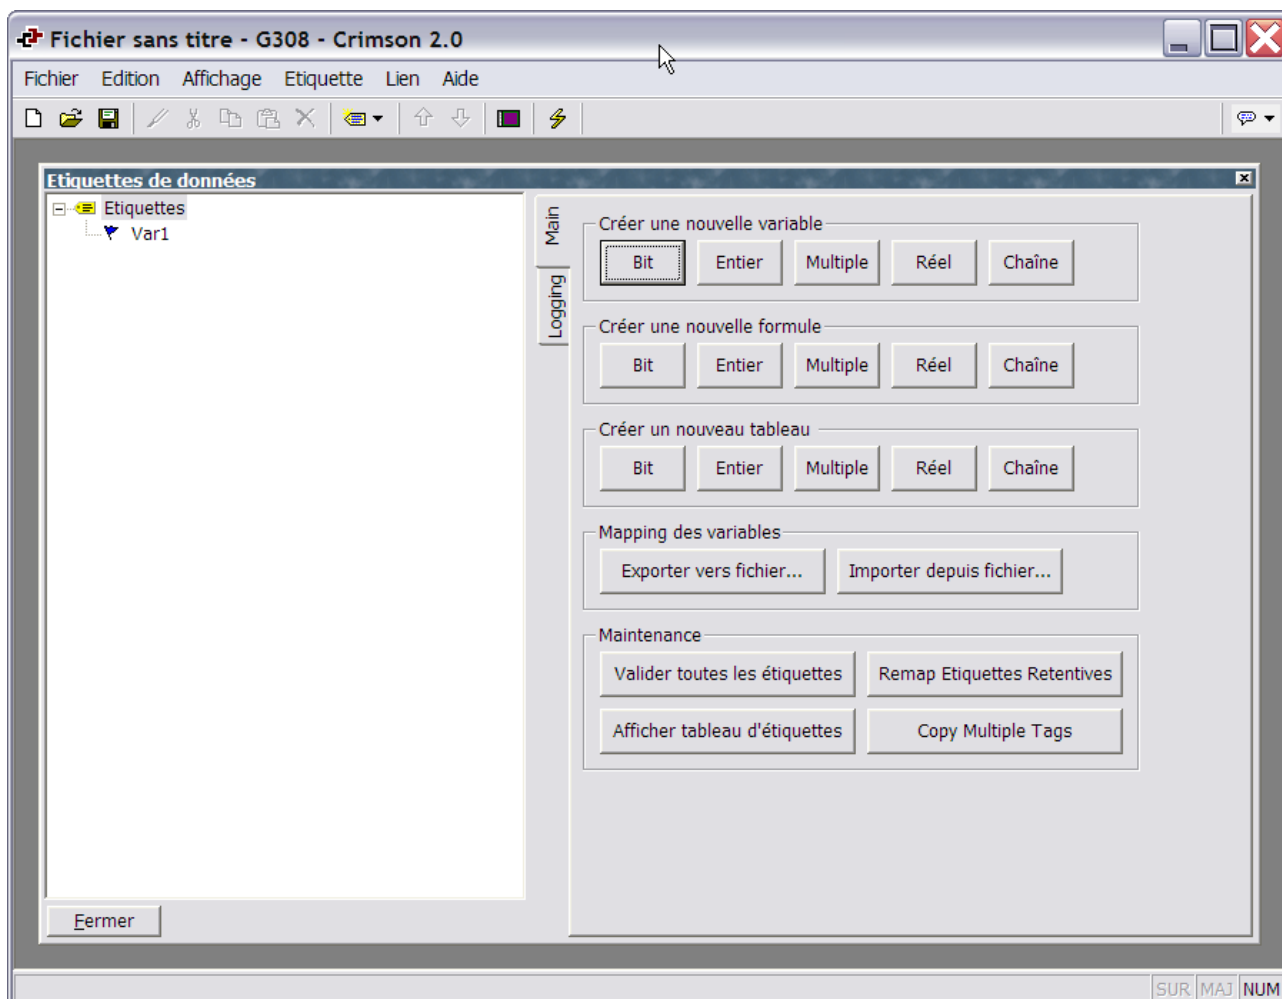 Fichier sans titre - G308 - Crimson 2.0
Fichier Edition Affichage Etiquette Lien Aide
Etiquettes de données
Etiquettes
Var1
Main
Logging
Créer une nouvelle variable
Bit Entier Multiple Réel Chaîne
Créer une nouvelle formule
Bit Entier Multiple Réel Chaîne
Créer un nouveau tableau
Bit Entier Multiple Réel Chaîne
Mapping des variables
Exporter vers fichier... Importer depuis fichier...
Maintenance
Valider toutes les étiquettes Remap Etiquettes Retentives
Afficher tableau d'étiquettes Copy Multiple Tags
Fermer
SUR MAJ NUM